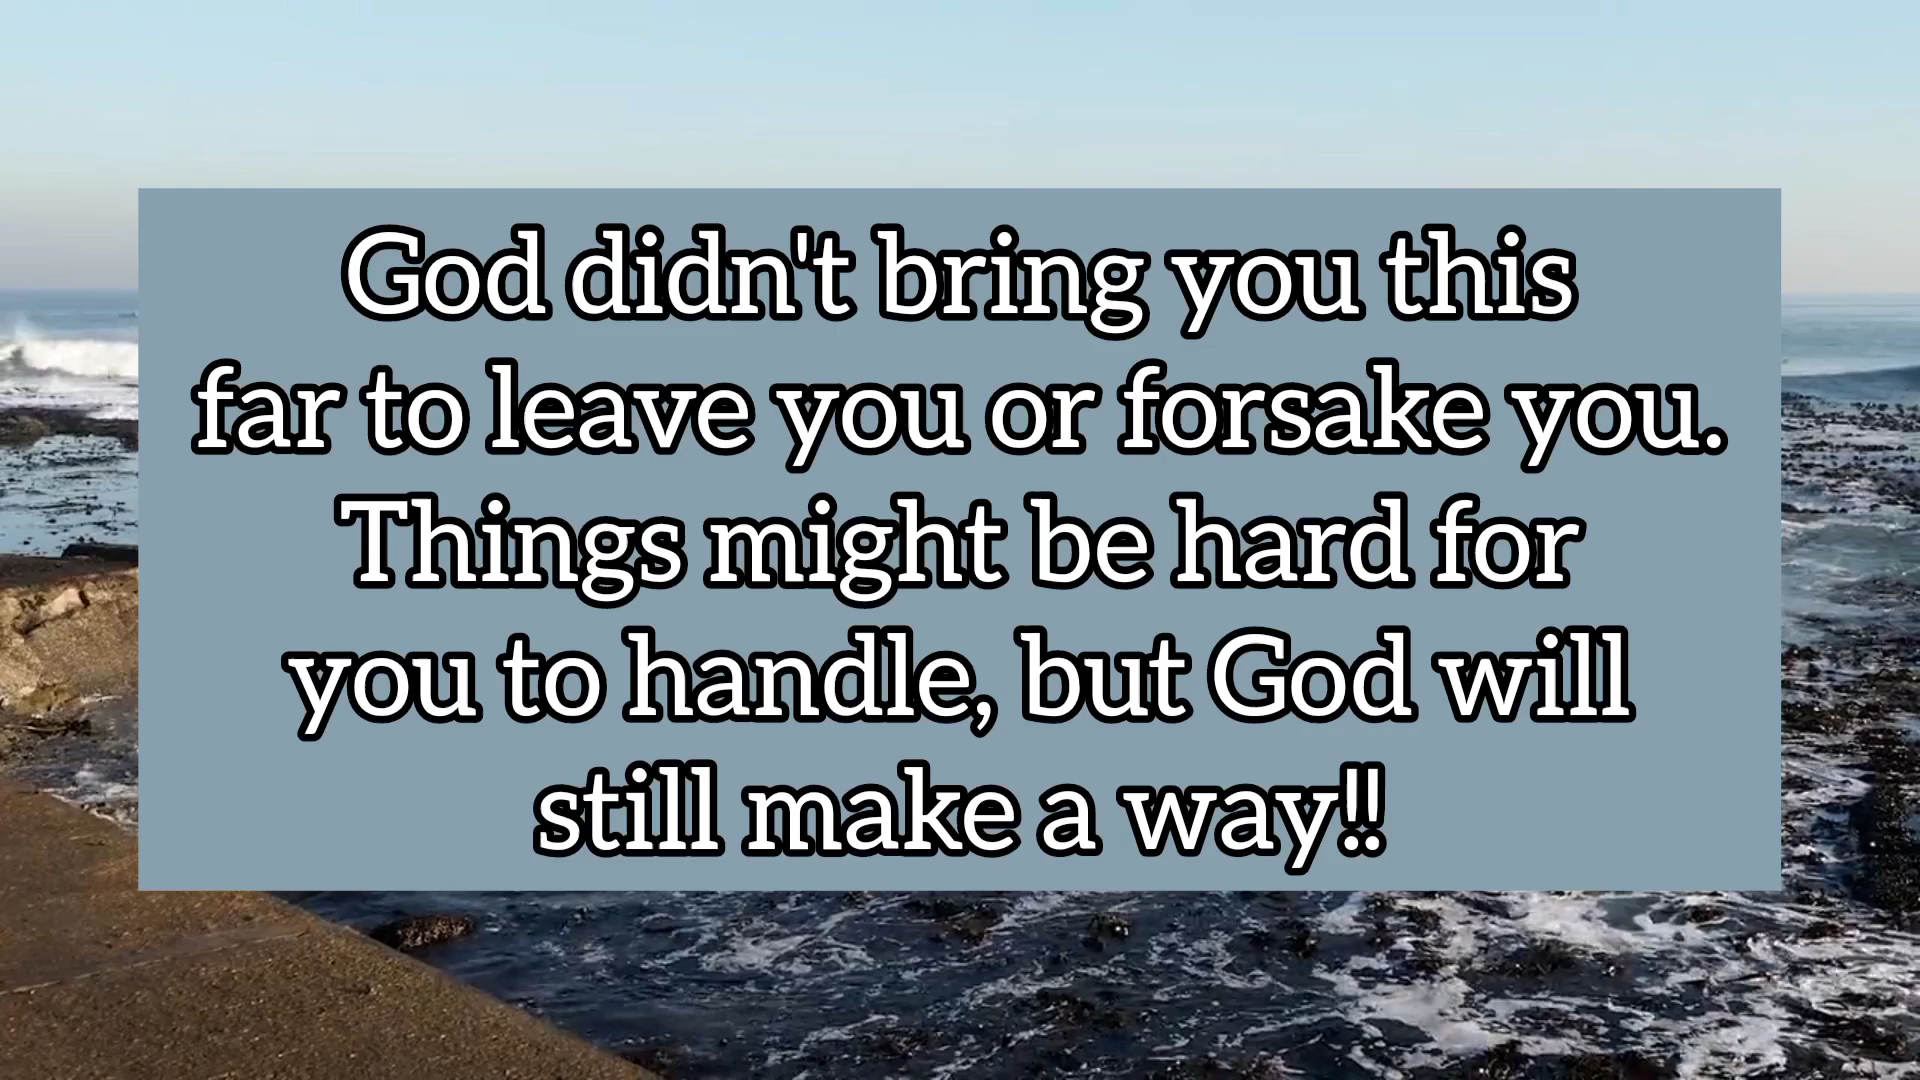 God didn't bring you this
far to leave you or forsake you.
Things might be hard for
you to handle, but God will
still make a way!!